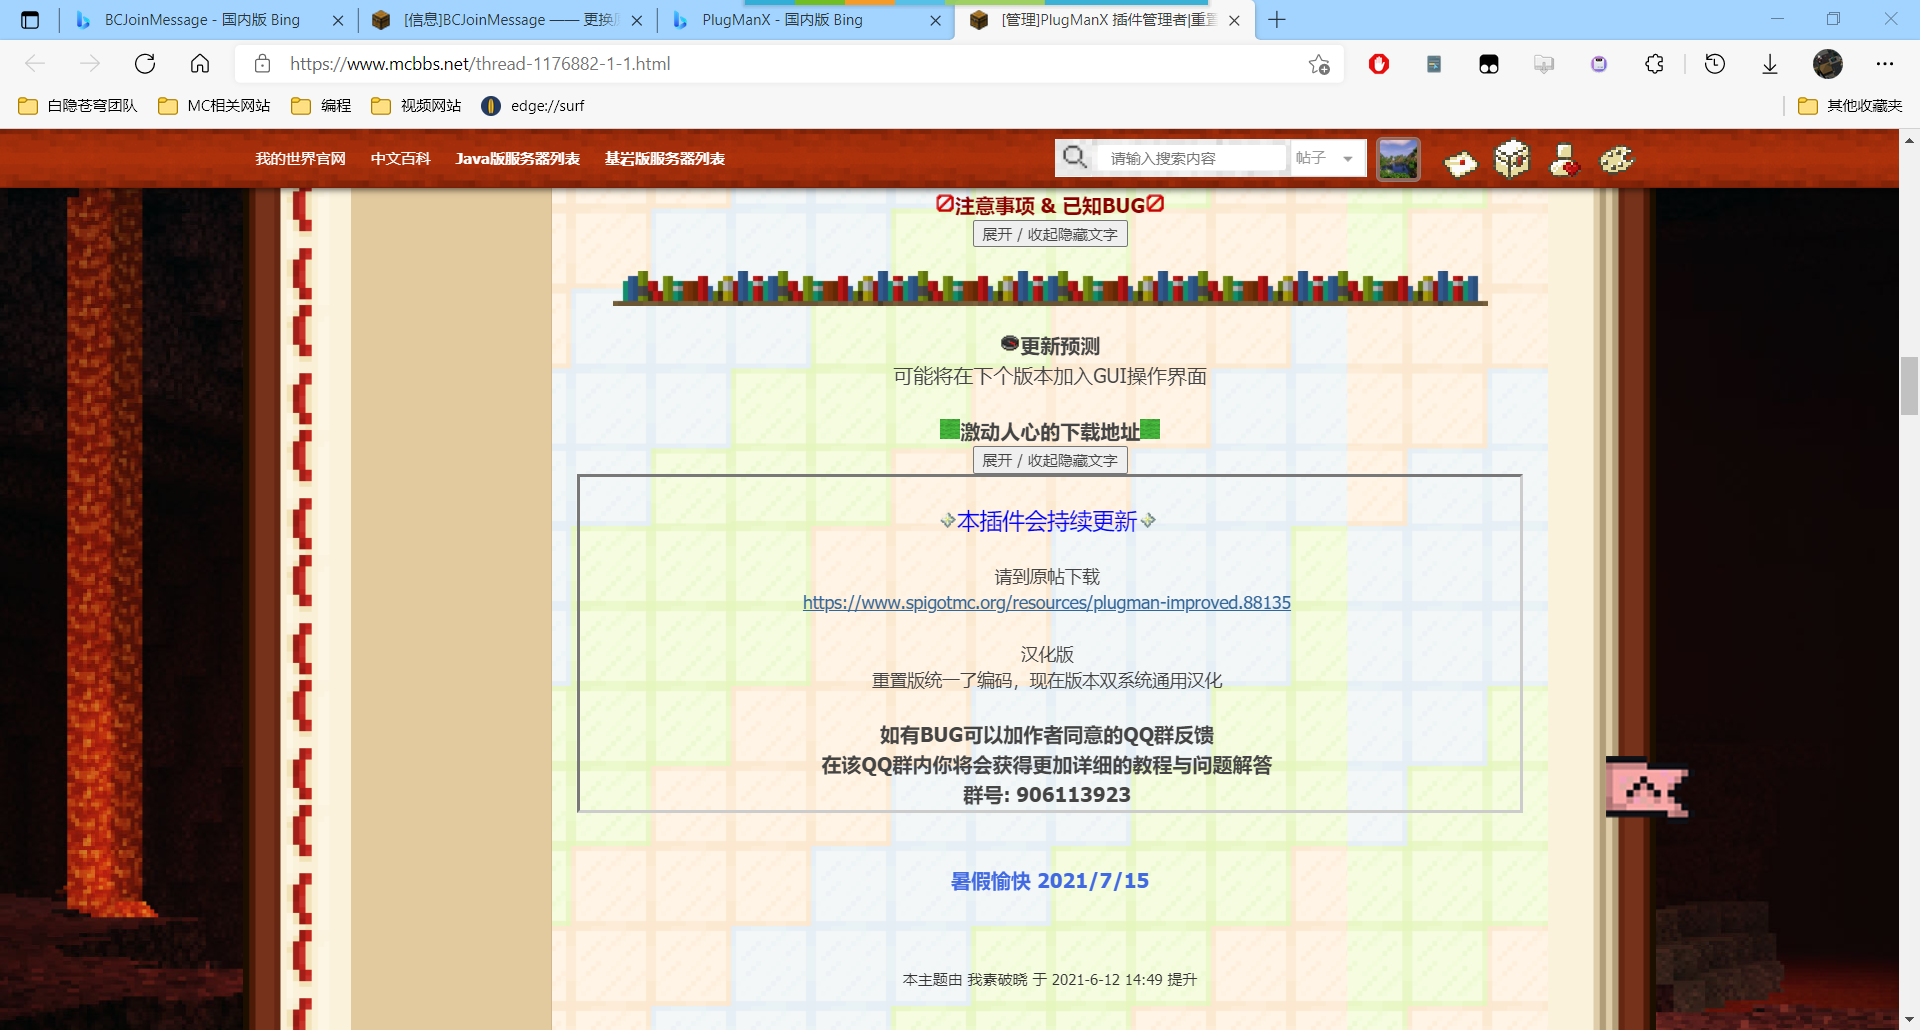 BCJoinMessage - 国内版 Bing
[信息]BCJoinMessage —— 更换
PlugManX - 国内版 Bing
[管理]PlugManX 插件管理者|重置
https://www.mcbbs.net/thread-1176882-1-1.html
白隐苍穹团队
MC相关网站
编程
视频网站
edge://surf
其他收藏夹
我的世界官网
中文百科
Java版服务器列表
基岩版服务器列表
请输入搜索内容
帖子
注意事项 & 已知BUG
展开 / 收起隐藏文字
更新预测
可能将在下个版本加入GUI操作界面
激动人心的下载地址
展开 / 收起隐藏文字
本插件会持续更新
请到原帖下载
https://www.spigotmc.org/resources/plugman-improved.88135
汉化版
重置版统一了编码，现在版本双系统通用汉化
如有BUG可以加作者同意的QQ群反馈
在该QQ群内你将会获得更加详细的教程与问题解答
群号: 906113923
暑假愉快 2021/7/15
本主题由 我素破晓 于 2021-6-12 14:49 提升